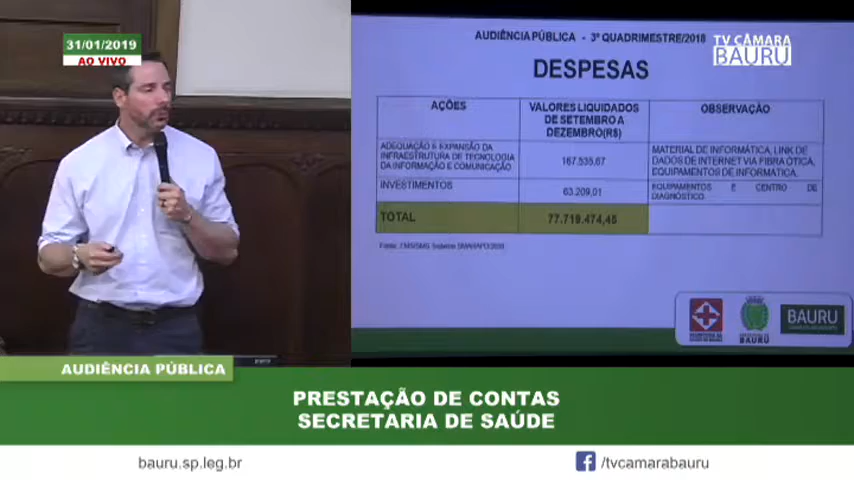 31/01/2019
AO VIVO
AUDIÊNCIA PÚBLICA - 3º QUADRIMESTRE/2018
TV CÂMARA
BAURU
DESPESAS
AÇÕES
VALORES LIQUIDADOS
DE SETEMBRO A
DEZEMBRO(R$)
OBSERVAÇÃO
ADEQUAÇÃO E EXPANSÃO DA
INFRAESTRUTURA DE TECNOLOGIA
DA INFORMAÇÃO E COMUNICAÇÃO
167.535,67
MATERIAL DE INFORMÁTICA, LINK DE
DADOS DE INTERNET VIA FIBRA ÓTICA,
EQUIPAMENTOS DE INFORMATICA.
INVESTIMENTOS
63.209,01
EQUIPAMENTOS E CENTRO DE
DIAGNÓSTICO
TOTAL
77.719.474,45
BAURU
BAURU
AUDIÊNCIA PÚBLICA
PRESTAÇÃO DE CONTAS
SECRETARIA DE SAÚDE
bauru.sp.leg.br
/tvcamarabauru